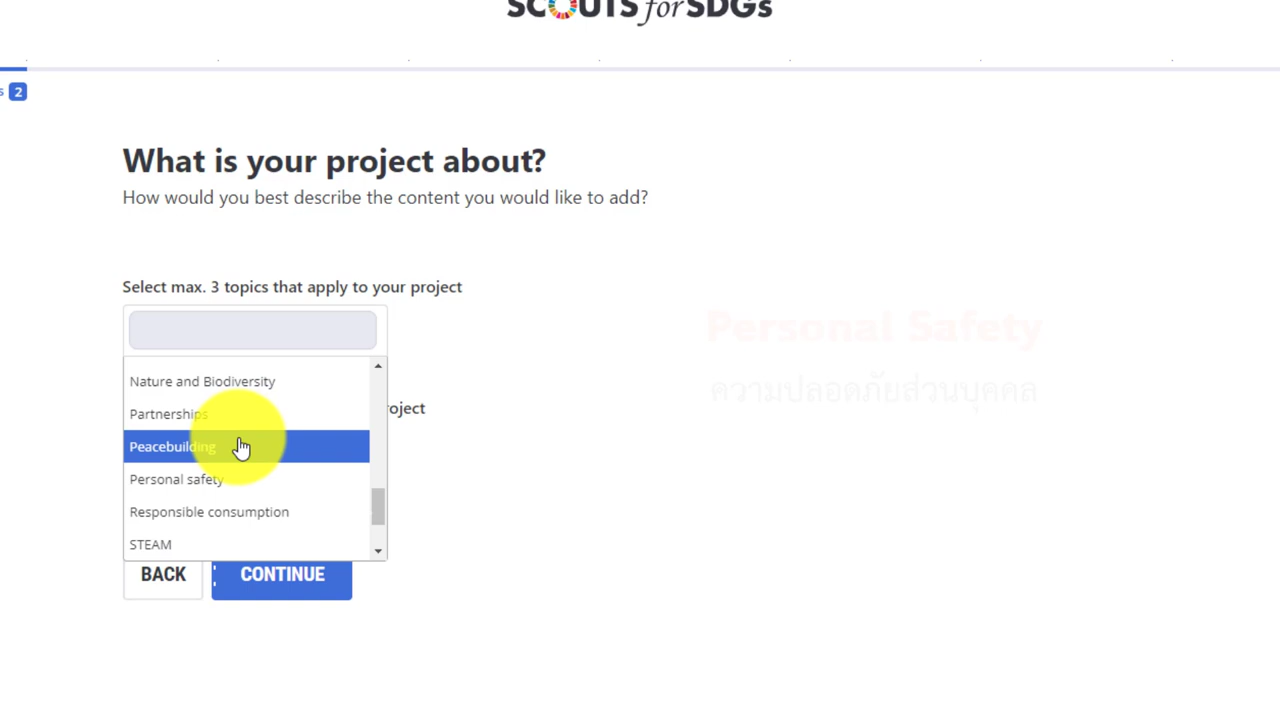 SCOUTS for SDGs
s 2
What is your project about?
How would you best describe the content you would like to add?
Select max. 3 topics that apply to your project
Personal Safety
ความปลอดภัยส่วนบุคคล
Nature and Biodiversity
Partnerships
oject
Peacebuilding
Personal safety
Responsible consumption
STEAM
BACK CONTINUE